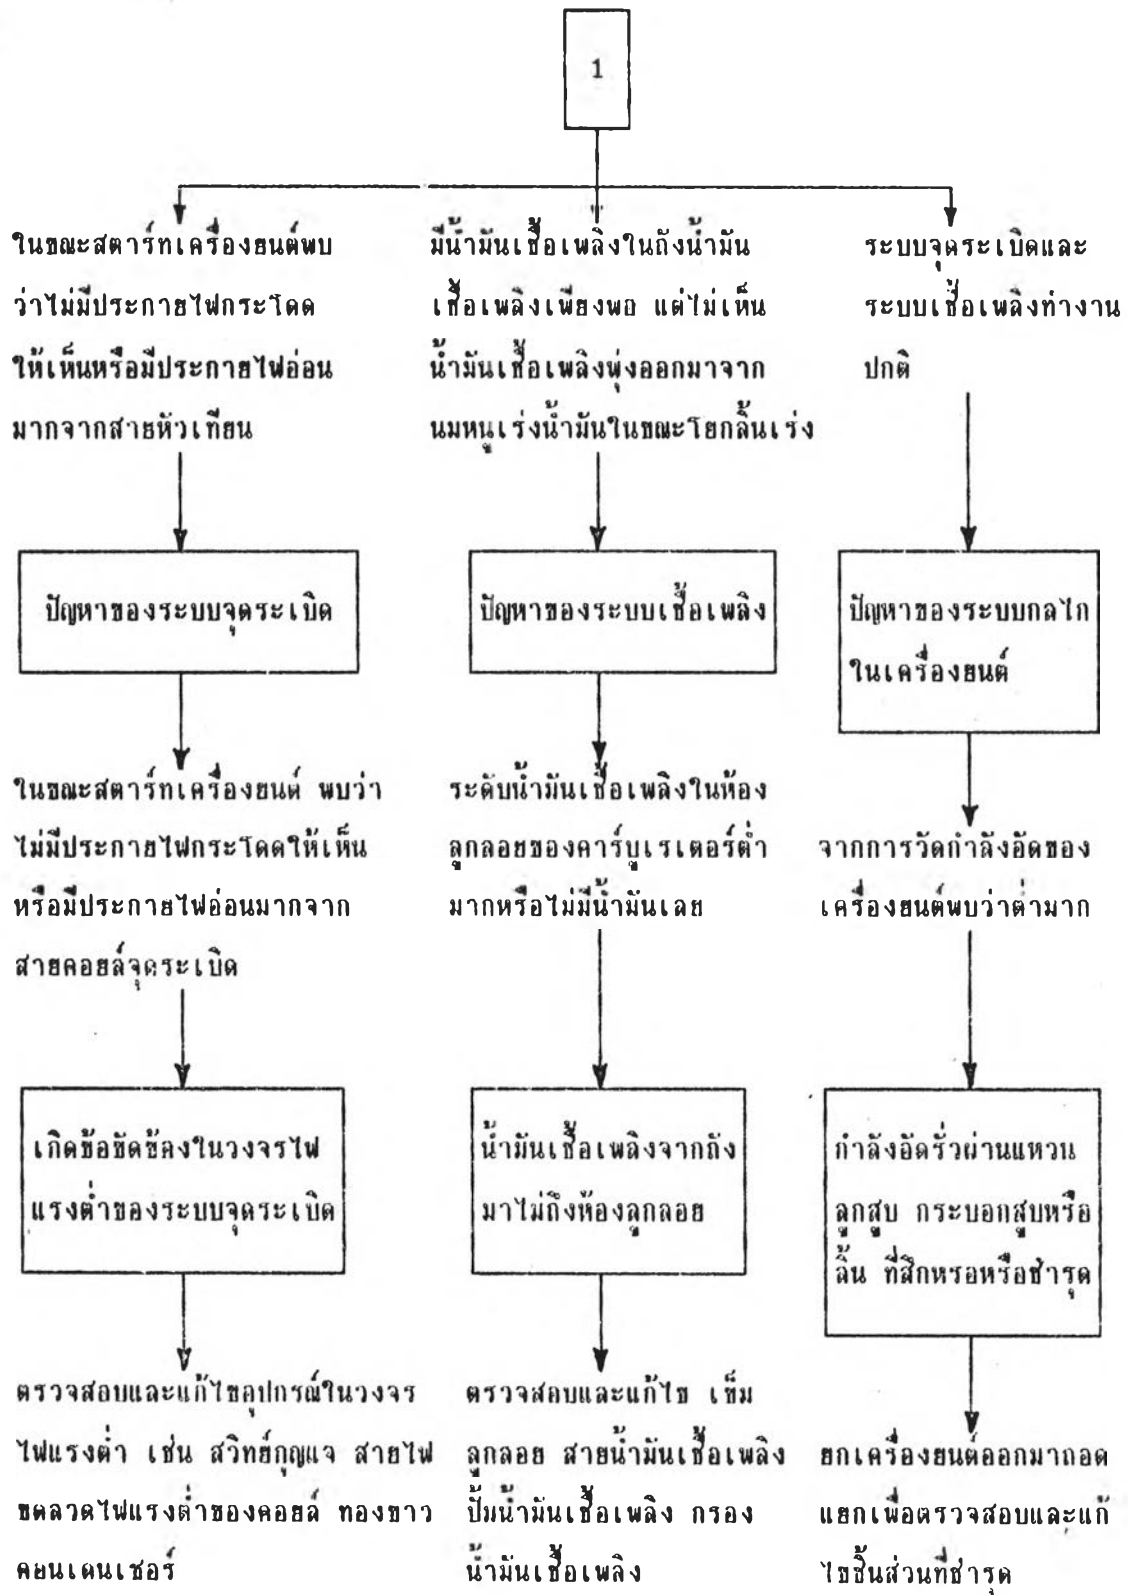 1
ในขณะสตาร์ทเครื่องยนต์พบ
ว่าไม่มีประกายไฟกระโดด
ให้เห็นหรือมีประกายไฟอ่อน
มากจากสายหัวเทียน
มีน้ำมันเชื้อเพลิงในถังน้ำมัน
เชื้อเพลิงเพียงพอ แต่ไม่เห็น
น้ำมันเชื้อเพลิงพุ่งออกมาจาก
นมหนูเร่งน้ำมันในขณะโยกลิ้นเร่ง
ระบบจุดระเบิดและ
ระบบเชื้อเพลิงทำงาน
ปกติ
ปัญหาของระบบจุดระเบิด
ปัญหาของระบบเชื้อเพลิง
ปัญหาของระบบกลไก
ในเครื่องยนต์
ในขณะสตาร์ทเครื่องยนต์ พบว่า
ไม่มีประกายไฟกระโดดให้เห็น
หรือมีประกายไฟอ่อนมากจาก
สายคอยล์จุดระเบิด
ระดับน้ำมันเชื้อเพลิงในห้อง
ลูกลอยของคาร์บูเรเตอร์ต่ำ
มากหรือไม่มีน้ำมันเลย
จากการวัดกำลังอัดของ
เครื่องยนต์พบว่าต่ำมาก
เกิดข้อขัดข้องในวงจรไฟ
แรงต่ำของระบบจุดระเบิด
น้ำมันเชื้อเพลิงจากถัง
มาไม่ถึงห้องลูกลอย
กำลังอัดรั่วผ่านแหวน
ลูกสูบ กระบอกสูบหรือ
ลิ้น ที่สึกหรอหรือชำรุด
ตรวจสอบและแก้ไขอุปกรณ์ในวงจร
ไฟแรงต่ำ เช่น สวิทย์กุญแจ สายไฟ
ขดลวดไฟแรงต่ำของคอยล์ ทองขาว
คอนเดนเซอร์
ตรวจสอบและแก้ไข เข็ม
ลูกลอย สายน้ำมันเชื้อเพลิง
ปั้มน้ำมันเชื้อเพลิง กรอง
น้ำมันเชื้อเพลิง
ยกเครื่องยนต์ออกมาถอด
แยกเพื่อตรวจสอบและแก้
ไขชิ้นส่วนที่ชำรุด